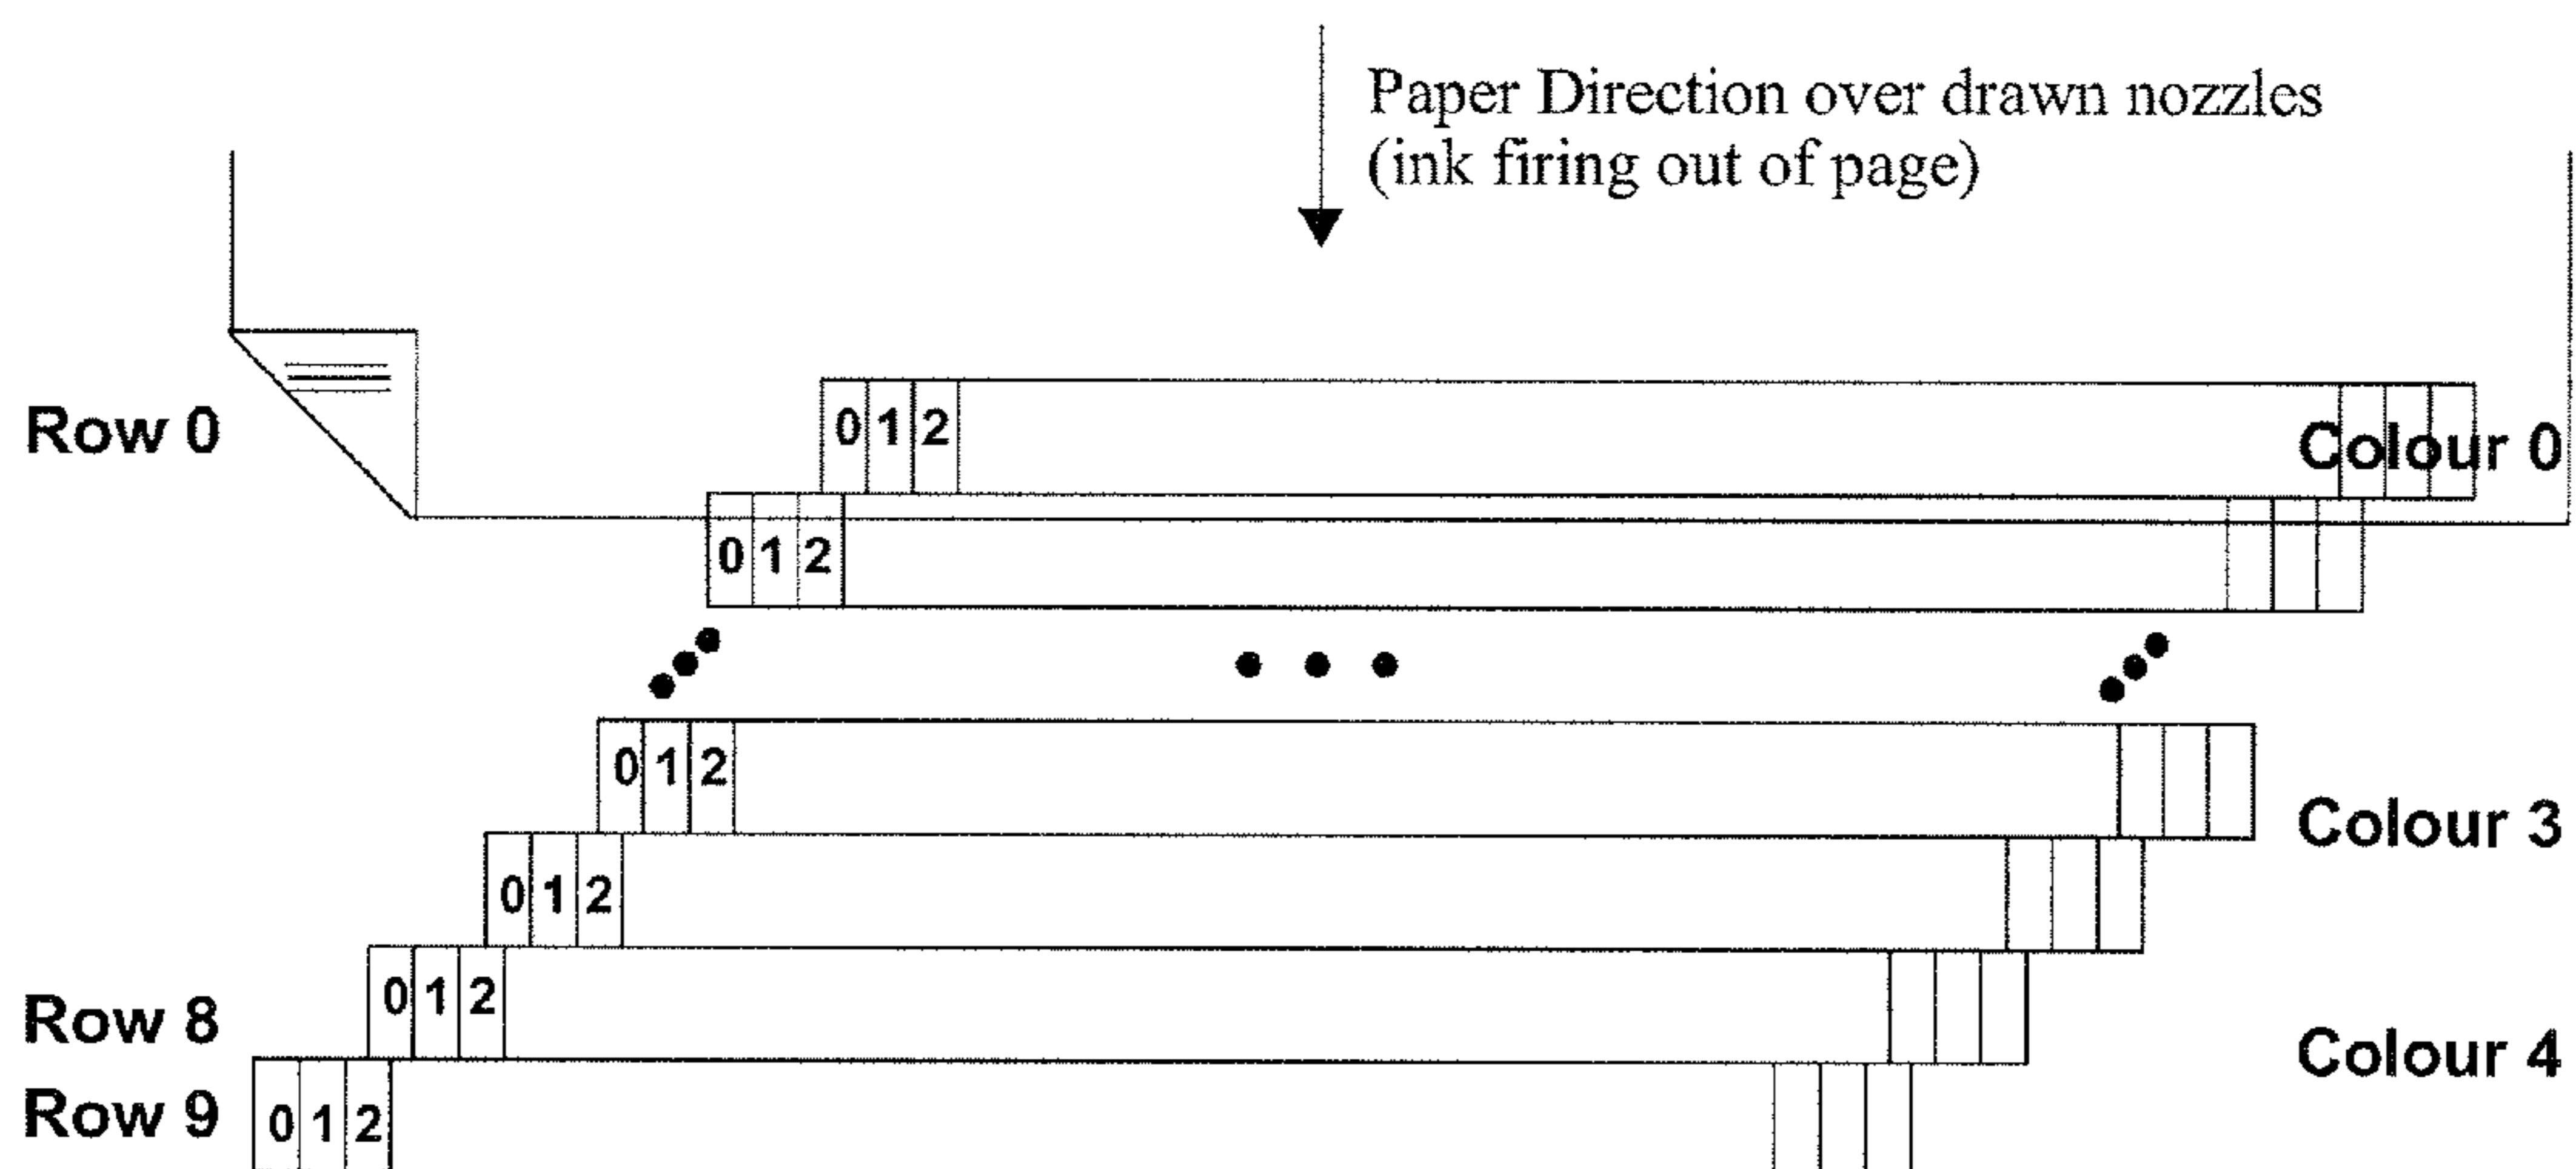 Paper Direction over drawn nozzles
(ink firing out of page)
Row 0
0 1 2
Colour 0
0 1 2
0 1 2
Colour 3
0 1 2
Row 8
0 1 2
Colour 4
Row 9
0 1 2